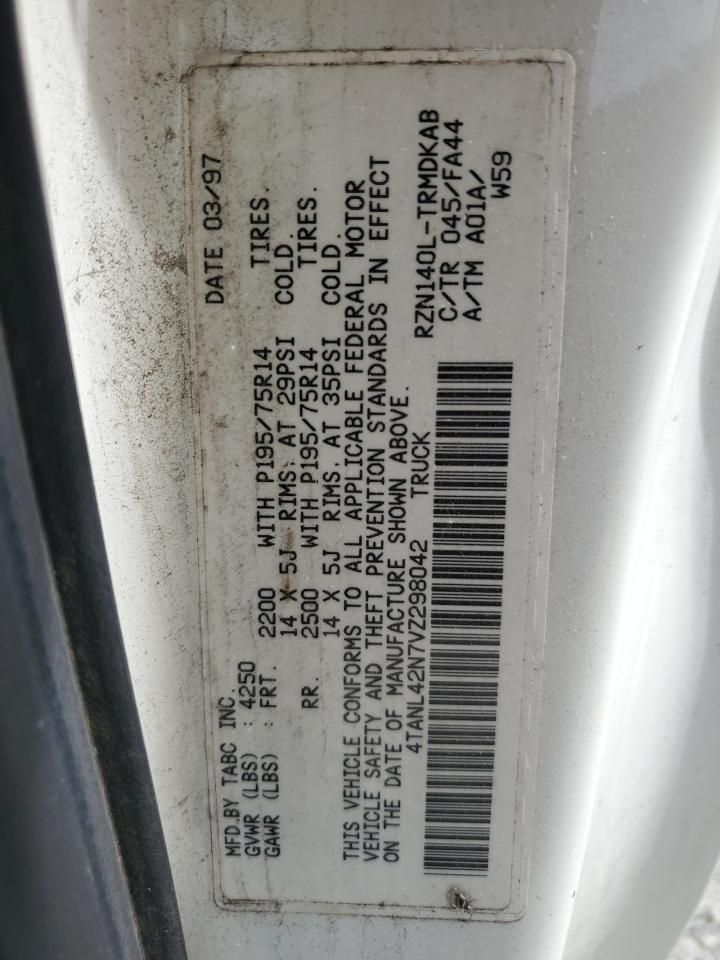 MFD.BY TABC INC. DATE 03/97
GVWR (LBS) : 4250
GAWR (LBS) : FRT. 2200 WITH P195/75R14 TIRES.
14 X 5J RIMS, AT 29PSI COLD.
RR. 2500 WITH P195/75R14 TIRES.
14 X 5J RIMS, AT 35PSI COLD.
THIS VEHICLE CONFORMS TO ALL APPLICABLE FEDERAL MOTOR
VEHICLE SAFETY AND THEFT PREVENTION STANDARDS IN EFFECT
ON THE DATE OF MANUFACTURE SHOWN ABOVE.
4TANL42N7VZ298042 TRUCK
RZN140L-TRMDKAB
C/TR 045/FA44
A/TM A01A/
W59